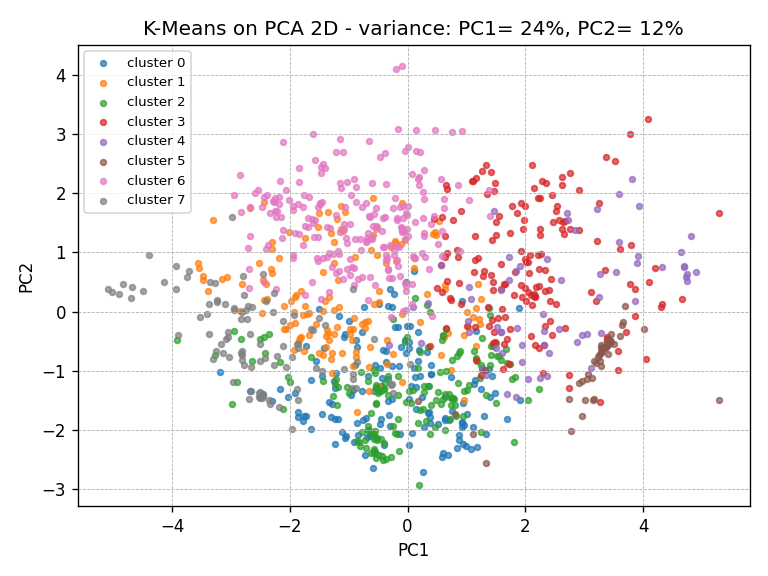 K-Means on PCA 2D - variance: PC1= 24%, PC2= 12%
cluster 0
cluster 1
cluster 2
cluster 3
cluster 4
cluster 5
cluster 6
cluster 7
4
3
2
1
0
−1
−2
−3
PC2
−4
−2
0
2
4
PC1